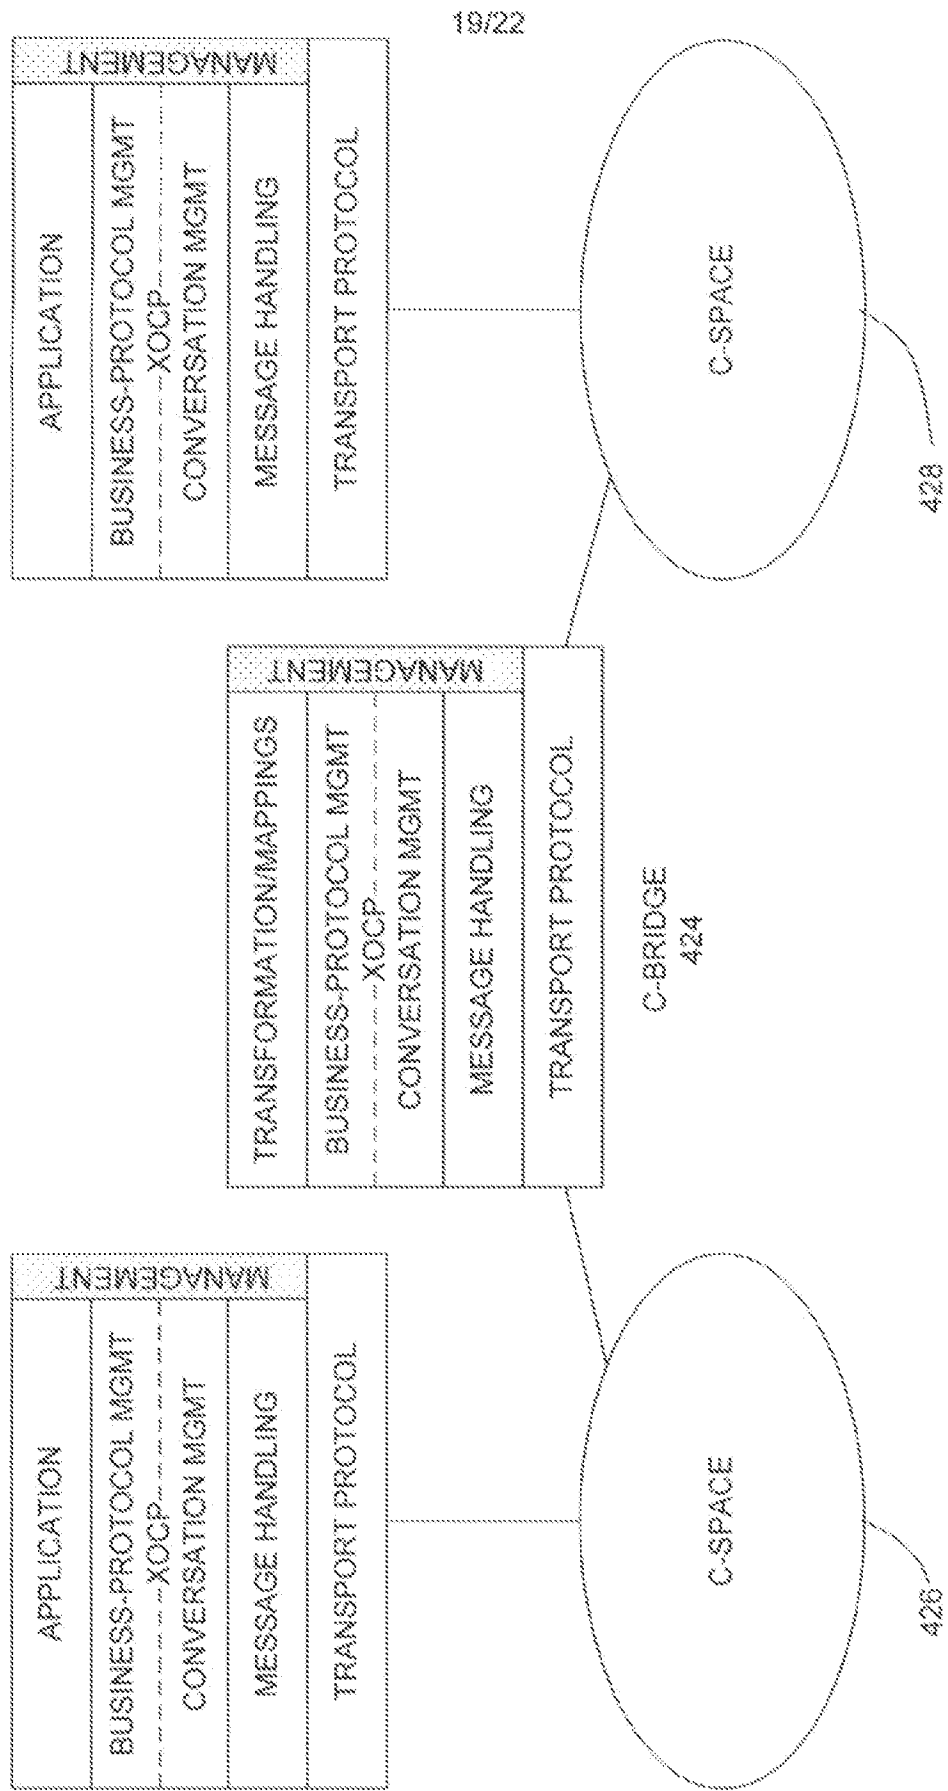 19/22
APPLICATION
BUSINESS-PROTOCOL MGMT
XOCP
CONVERSATION MGMT
MESSAGE HANDLING
TRANSPORT PROTOCOL
MANAGEMENT
C-SPACE
426
TRANSFORMATION/MAPPINGS
BUSINESS-PROTOCOL MGMT
XOCP
CONVERSATION MGMT
MESSAGE HANDLING
TRANSPORT PROTOCOL
MANAGEMENT
C-BRIDGE
424
APPLICATION
BUSINESS-PROTOCOL MGMT
XOCP
CONVERSATION MGMT
MESSAGE HANDLING
TRANSPORT PROTOCOL
MANAGEMENT
C-SPACE
428